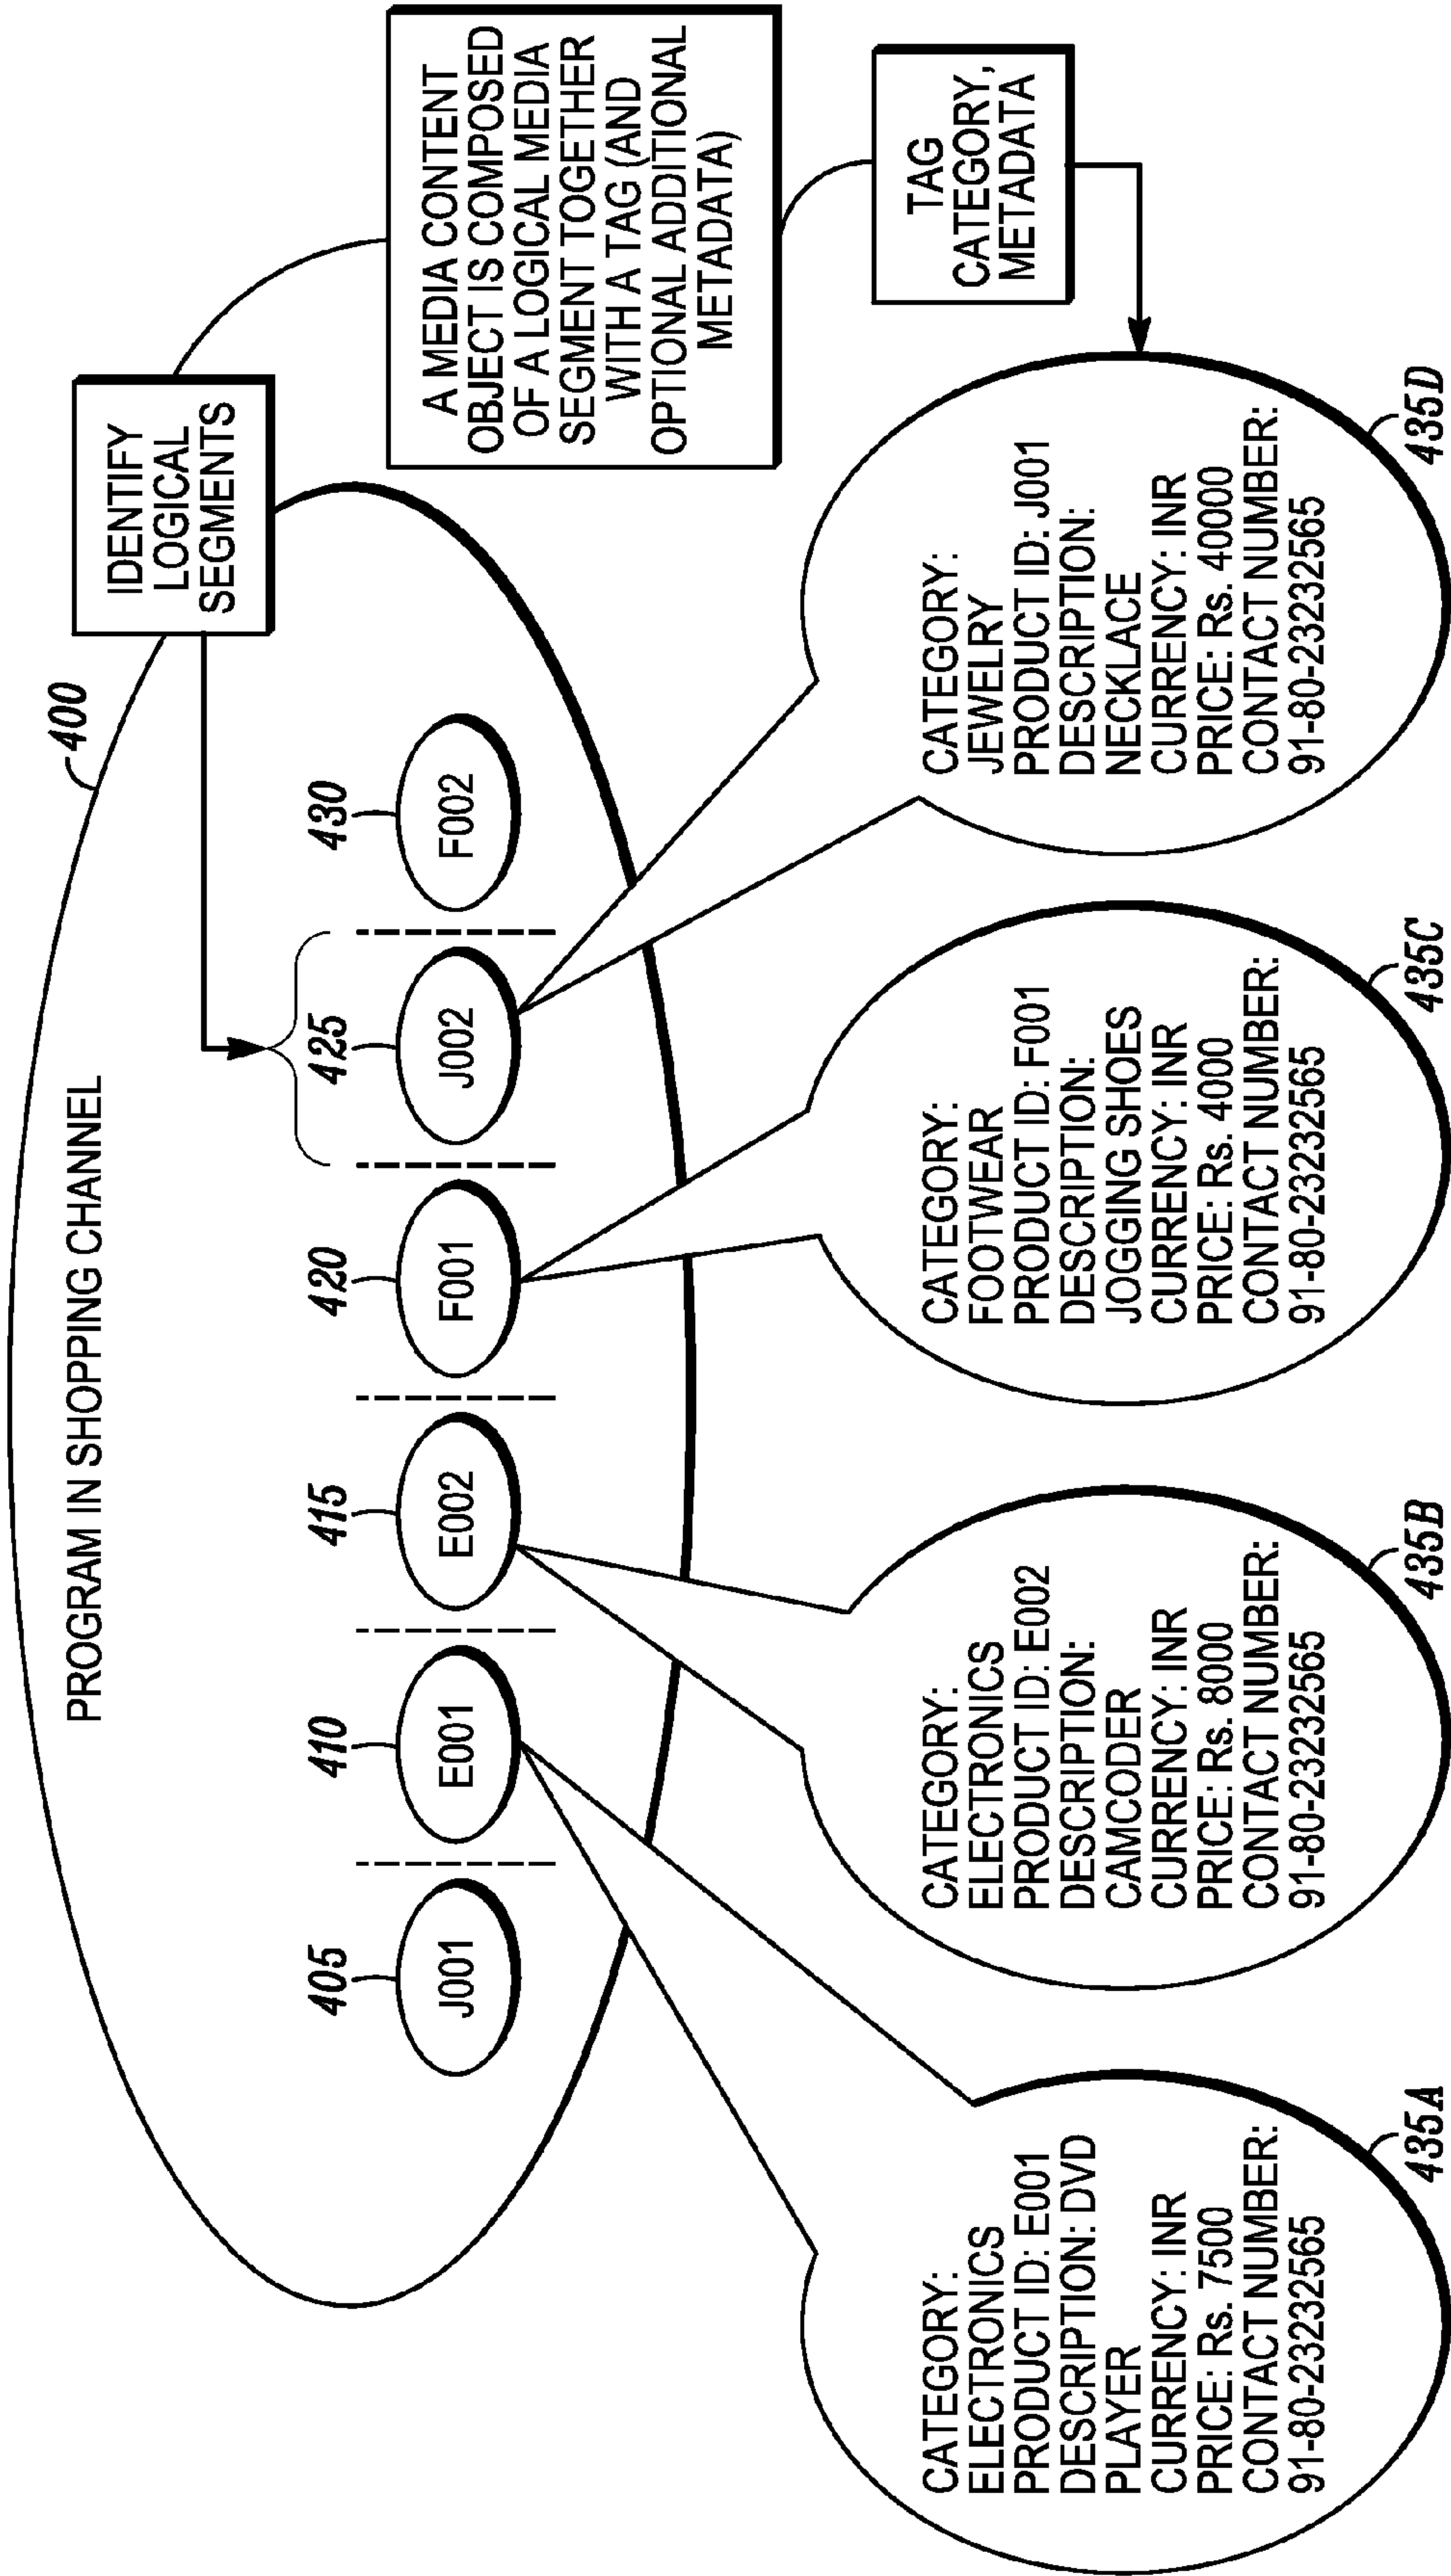 PROGRAM IN SHOPPING CHANNEL
400
IDENTIFY
LOGICAL
SEGMENTS
A MEDIA CONTENT
OBJECT IS COMPOSED
OF A LOGICAL MEDIA
SEGMENT TOGETHER
WITH A TAG (AND
OPTIONAL ADDITIONAL
METADATA)
TAG
CATEGORY,
METADATA
405
410
415
420
425
430
J001
E001
E002
F001
J002
F002
CATEGORY:
ELECTRONICS
PRODUCT ID: E001
DESCRIPTION: DVD
PLAYER
CURRENCY: INR
PRICE: Rs. 7500
CONTACT NUMBER:
91-80-23232565
435A
CATEGORY:
ELECTRONICS
PRODUCT ID: E002
DESCRIPTION:
CAMCODER
CURRENCY: INR
PRICE: Rs. 8000
CONTACT NUMBER:
91-80-23232565
435B
CATEGORY:
FOOTWEAR
PRODUCT ID: F001
DESCRIPTION:
JOGGING SHOES
CURRENCY: INR
PRICE: Rs. 4000
CONTACT NUMBER:
91-80-23232565
435C
CATEGORY:
JEWELRY
PRODUCT ID: J001
DESCRIPTION:
NECKLACE
CURRENCY: INR
PRICE: Rs. 40000
CONTACT NUMBER:
91-80-23232565
435D